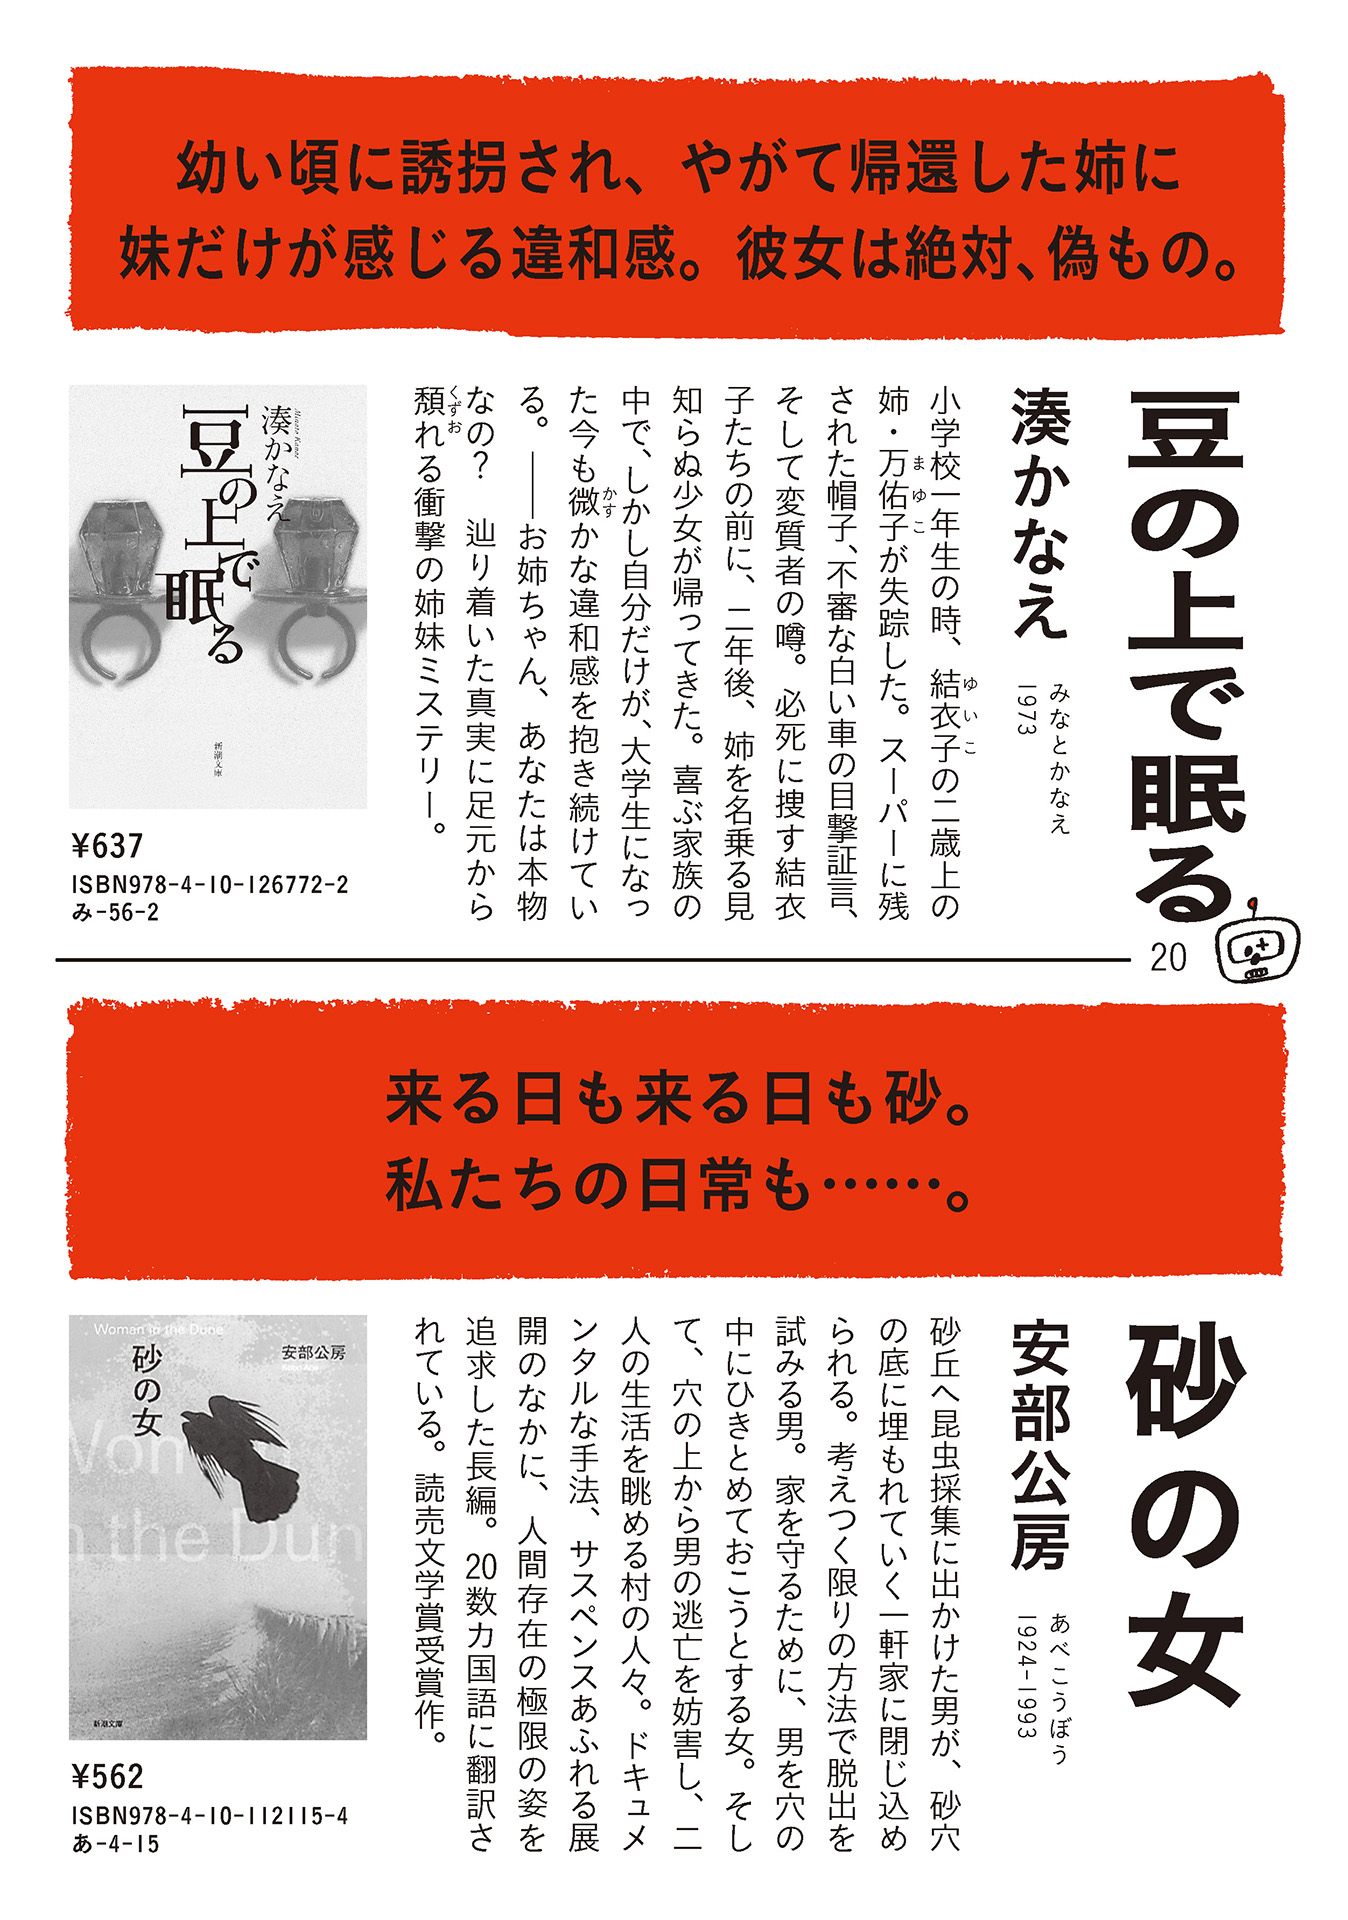 幼い頃に誘拐され、やがて帰還した姉に
妹だけが感じる違和感。彼女は絶対、偽もの。
豆の上で眠る
湊かなえ
みなとかなえ
1973
小学校一年生の時、結衣子の二歳上の
ゆいこ
姉・万佑子が失踪した。スーパーに残
まゆこ
された帽子、不審な白い車の目撃証言、
そして変質者の噂。必死に捜す結衣
子たちの前に、二年後、姉を名乗る見
知らぬ少女が帰ってきた。喜ぶ家族の
中で、しかし自分だけが、大学生になっ
た今も微かな違和感を抱き続けてい
かす
る。――お姉ちゃん、あなたは本物
なの? 辿り着いた真実に足元から
頽れる衝撃の姉妹ミステリー。
くずお
湊かなえ
Minato Kanae
豆の上で眠る
新潮文庫
¥637
ISBN978-4-10-126772-2
み-56-2
20
来る日も来る日も砂。
私たちの日常も……。
砂の女
安部公房
あべこうぼう
1924-1993
砂丘へ昆虫採集に出かけた男が、砂穴
の底に埋もれていく一軒家に閉じ込め
られる。考えつく限りの方法で脱出を
試みる男。家を守るために、男を穴の
中にひきとめておこうとする女。そし
て、穴の上から男の逃亡を妨害し、二
人の生活を眺める村の人々。ドキュメ
ンタルな手法、サスペンスあふれる展
開のなかに、人間存在の極限の姿を
追求した長編。20数カ国語に翻訳さ
れている。読売文学賞受賞作。
Woman in the Dune
安部公房
Kobo Abe
砂の女
Won
n the Dun
新潮文庫
¥562
ISBN978-4-10-112115-4
あ-4-15